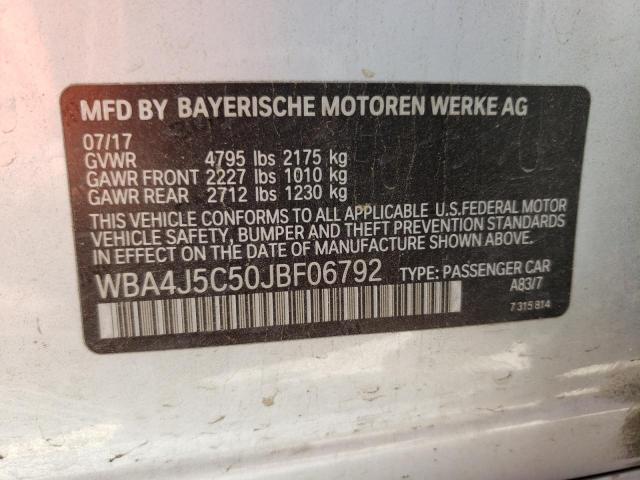 MFD BY BAYERISCHE MOTOREN WERKE AG
07/17
GVWR 4795 lbs 2175 kg
GAWR FRONT 2227 lbs 1010 kg
GAWR REAR 2712 lbs 1230 kg
THIS VEHICLE CONFORMS TO ALL APPLICABLE U.S.FEDERAL MOTOR
VEHICLE SAFETY, BUMPER AND THEFT PREVENTION STANDARDS
IN EFFECT ON THE DATE OF MANUFACTURE SHOWN ABOVE.
WBA4J5C50JBF06792 TYPE: PASSENGER CAR
A83/7
7 315 814